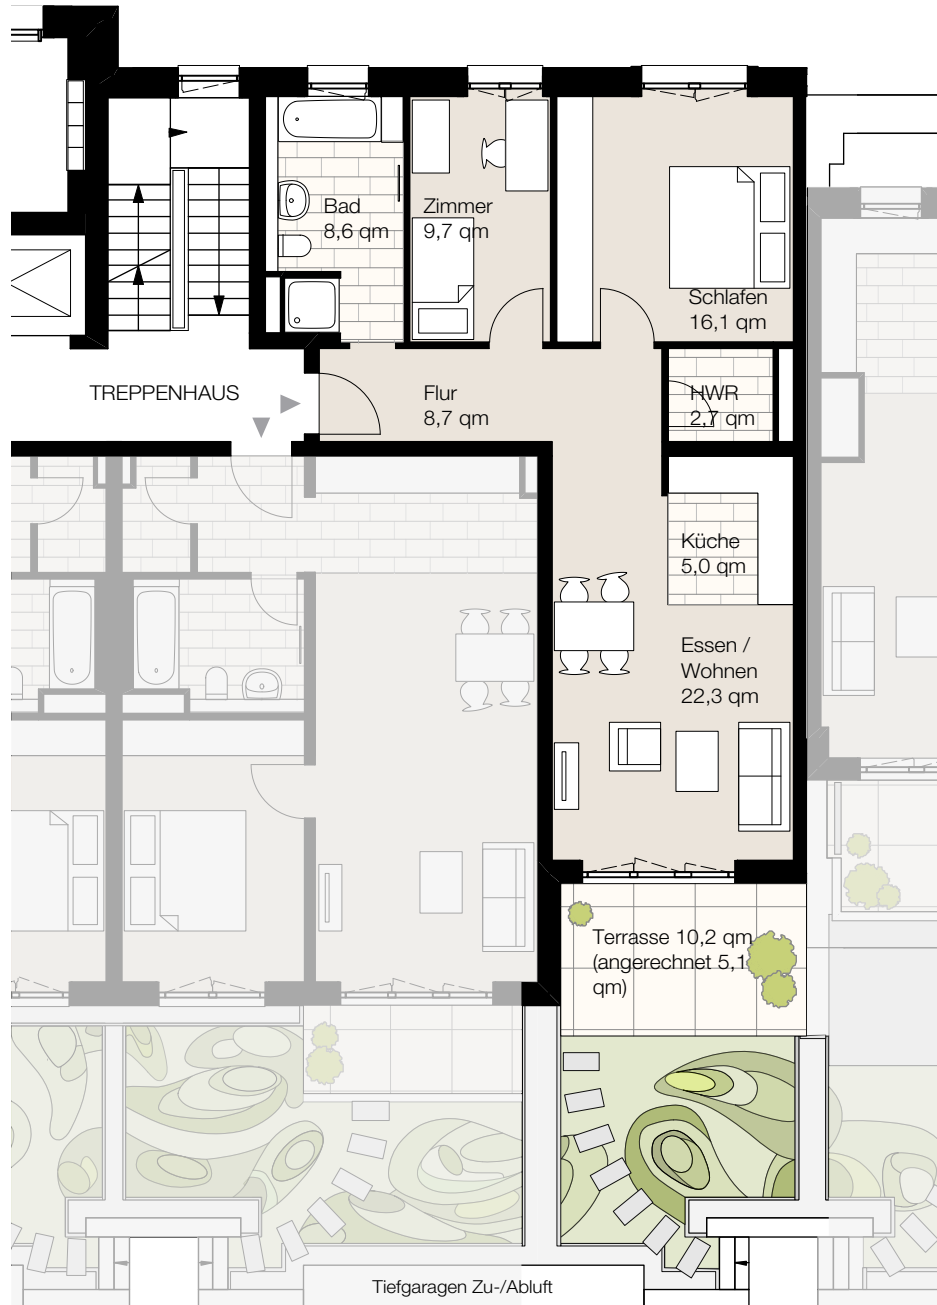 Bad
8,6 qm
Zimmer
9,7 qm
Schlafen
16,1 qm
TREPPENHAUS
Flur
8,7 qm
HWR
2,7 qm
Küche
5,0 qm
Essen /
Wohnen
22,3 qm
Terrasse 10,2 qm
(angerechnet 5,1
qm)
Tiefgaragen Zu-/Abluft